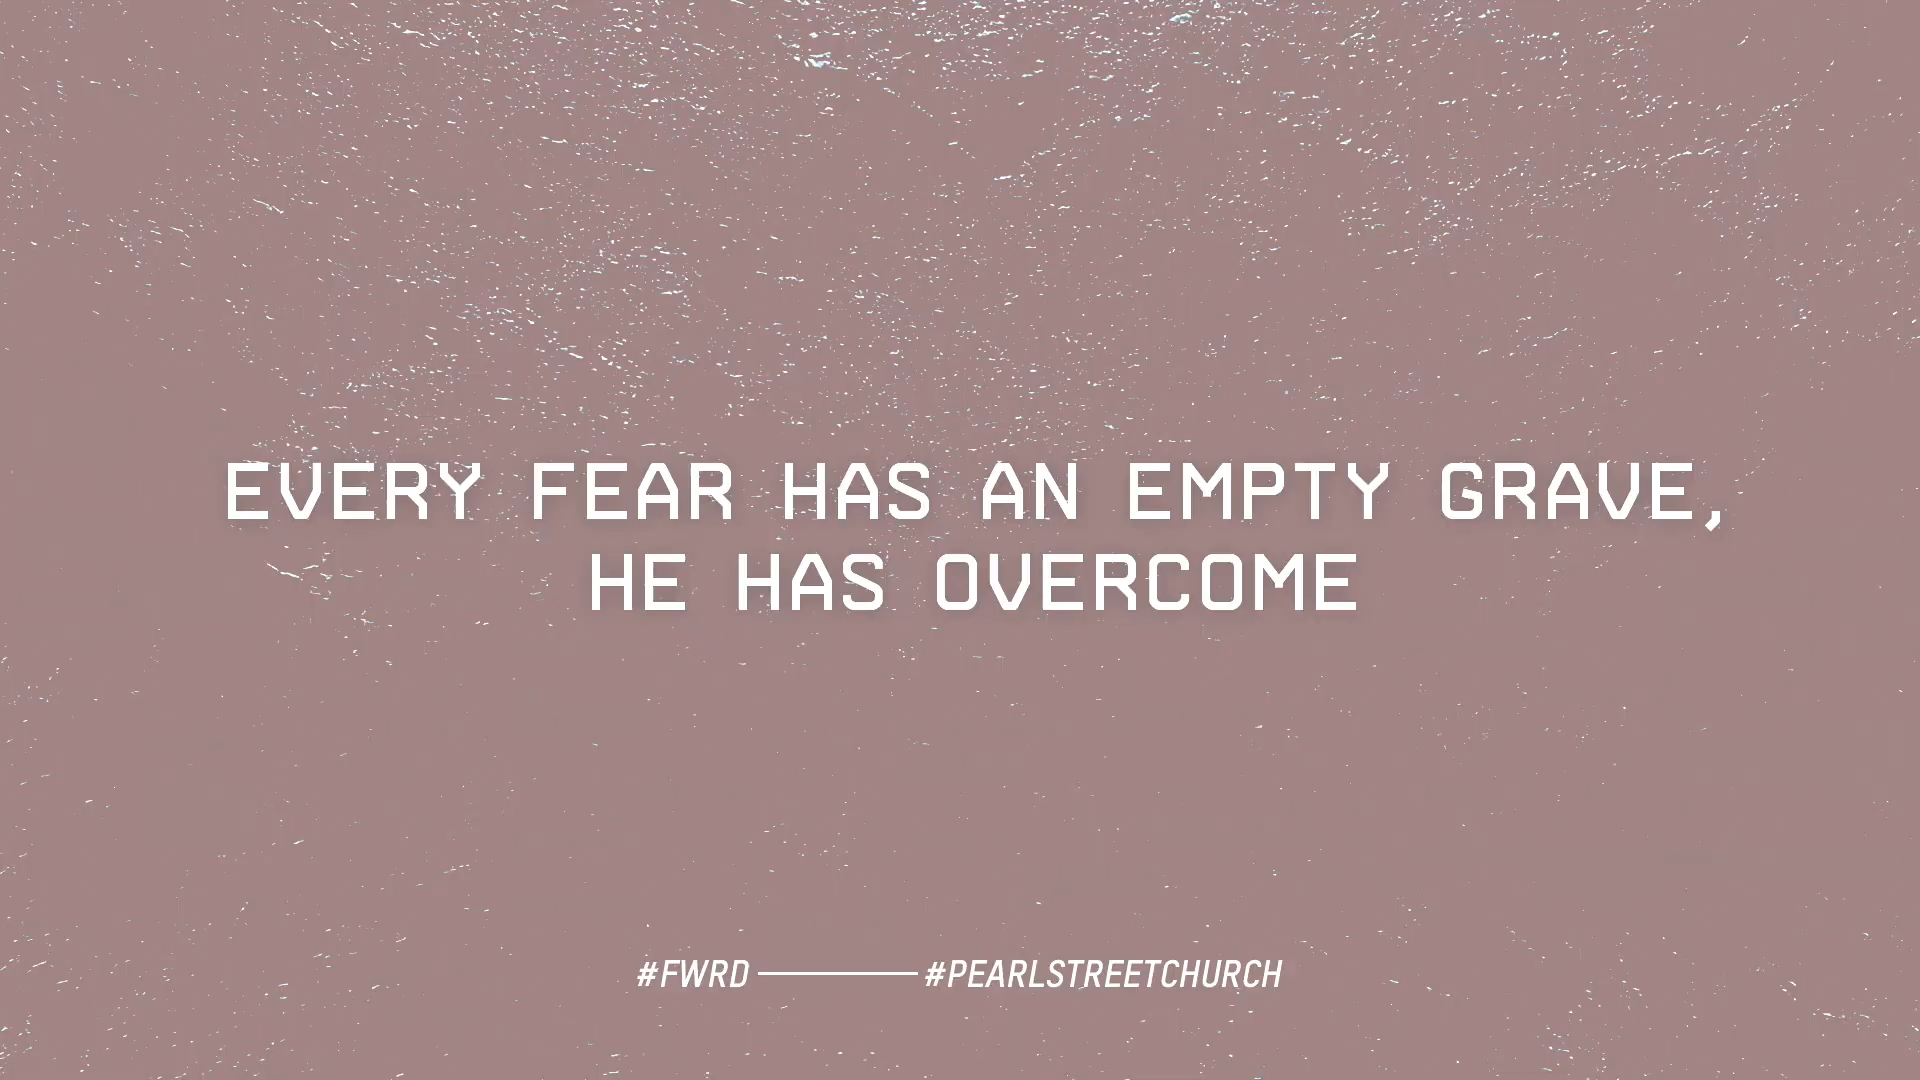 EVERY FEAR HAS AN EMPTY GRAVE,
HE HAS OVERCOME
#FWRD #PEARLSTREETCHURCH